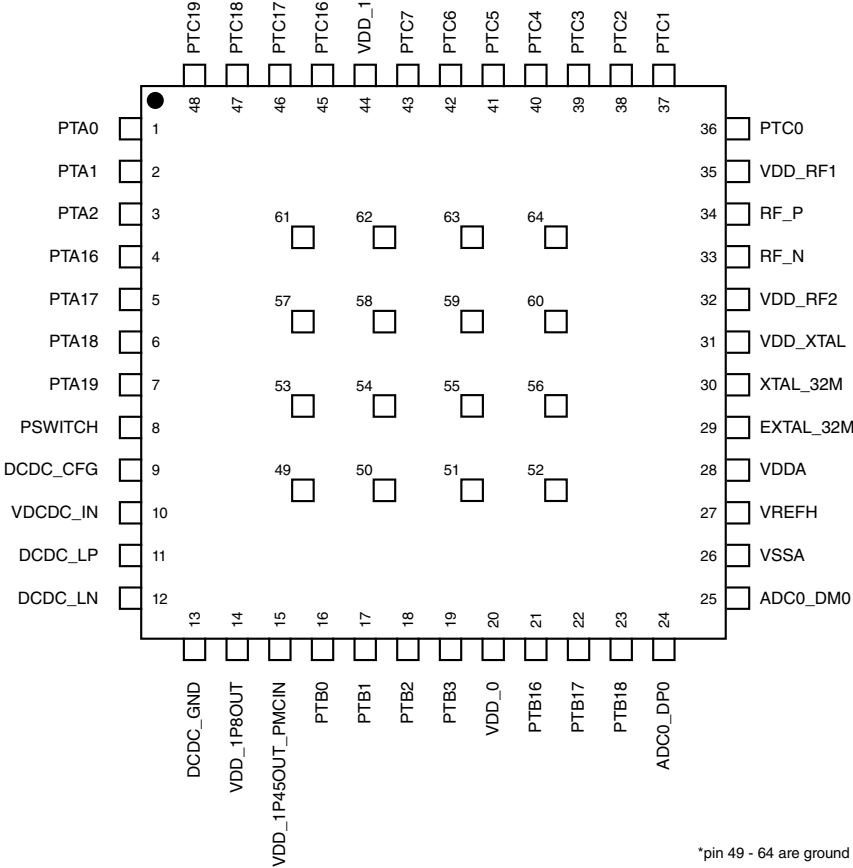 PTC19 PTC18 PTC17 PTC16 VDD_1 PTC7 PTC6 PTC5 PTC4 PTC3 PTC2 PTC1
48 47 46 45 44 43 42 41 40 39 38 37
PTA0 1 36 PTC0
PTA1 2 35 VDD_RF1
PTA2 3 34 RF_P
61 62 63 64
PTA16 4 33 RF_N
PTA17 5 32 VDD_RF2
57 58 59 60
PTA18 6 31 VDD_XTAL
PTA19 7 30 XTAL_32M
53 54 55 56
PSWITCH 8 29 EXTAL_32M
DCDC_CFG 9 28 VDDA
49 50 51 52
VDCDC_IN 10 27 VREFH
DCDC_LP 11 26 VSSA
DCDC_LN 12 25 ADC0_DM0
13 14 15 16 17 18 19 20 21 22 23 24
DCDC_GND VDD_1P8OUT VDD_1P45OUT_PMCIN PTB0 PTB1 PTB2 PTB3 VDD_0 PTB16 PTB17 PTB18 ADC0_DP0
*pin 49 - 64 are ground